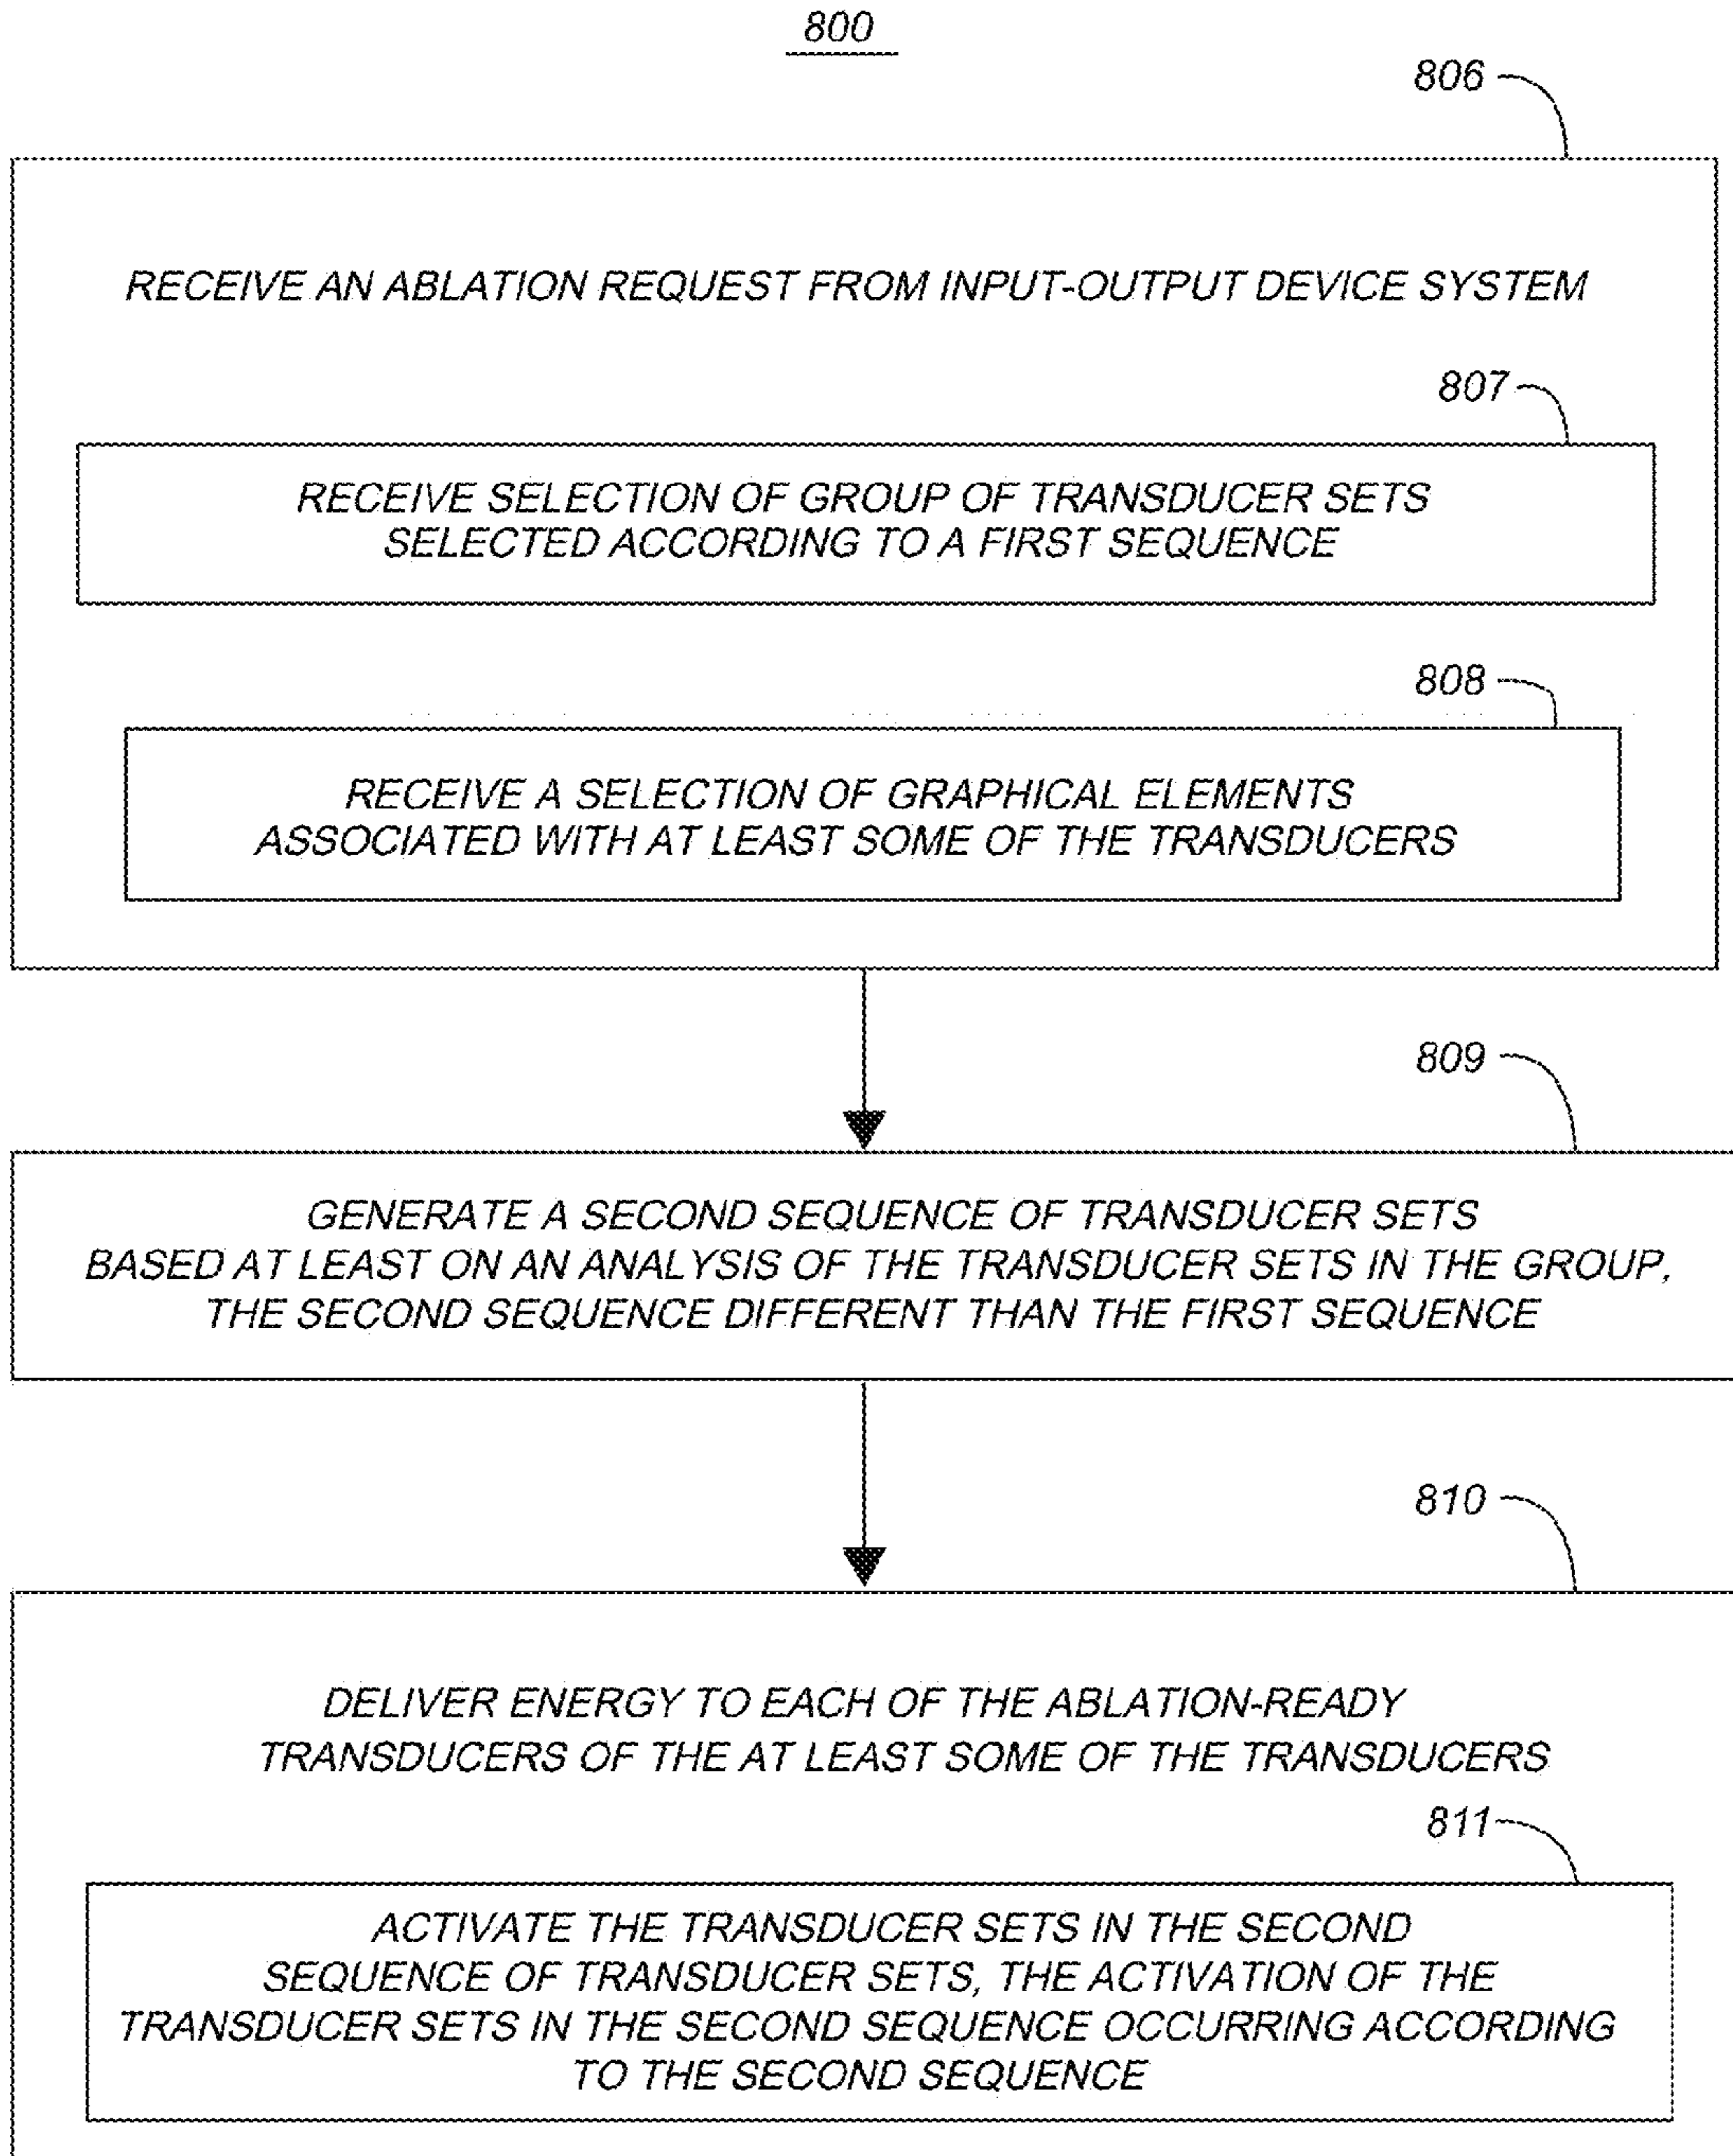 800
806
RECEIVE AN ABLATION REQUEST FROM INPUT-OUTPUT DEVICE SYSTEM
807
RECEIVE SELECTION OF GROUP OF TRANSDUCER SETS
SELECTED ACCORDING TO A FIRST SEQUENCE
808
RECEIVE A SELECTION OF GRAPHICAL ELEMENTS
ASSOCIATED WITH AT LEAST SOME OF THE TRANSDUCERS
809
GENERATE A SECOND SEQUENCE OF TRANSDUCER SETS
BASED AT LEAST ON AN ANALYSIS OF THE TRANSDUCER SETS IN THE GROUP,
THE SECOND SEQUENCE DIFFERENT THAN THE FIRST SEQUENCE
810
DELIVER ENERGY TO EACH OF THE ABLATION-READY
TRANSDUCERS OF THE AT LEAST SOME OF THE TRANSDUCERS
811
ACTIVATE THE TRANSDUCER SETS IN THE SECOND
SEQUENCE OF TRANSDUCER SETS, THE ACTIVATION OF THE
TRANSDUCER SETS IN THE SECOND SEQUENCE OCCURRING ACCORDING
TO THE SECOND SEQUENCE